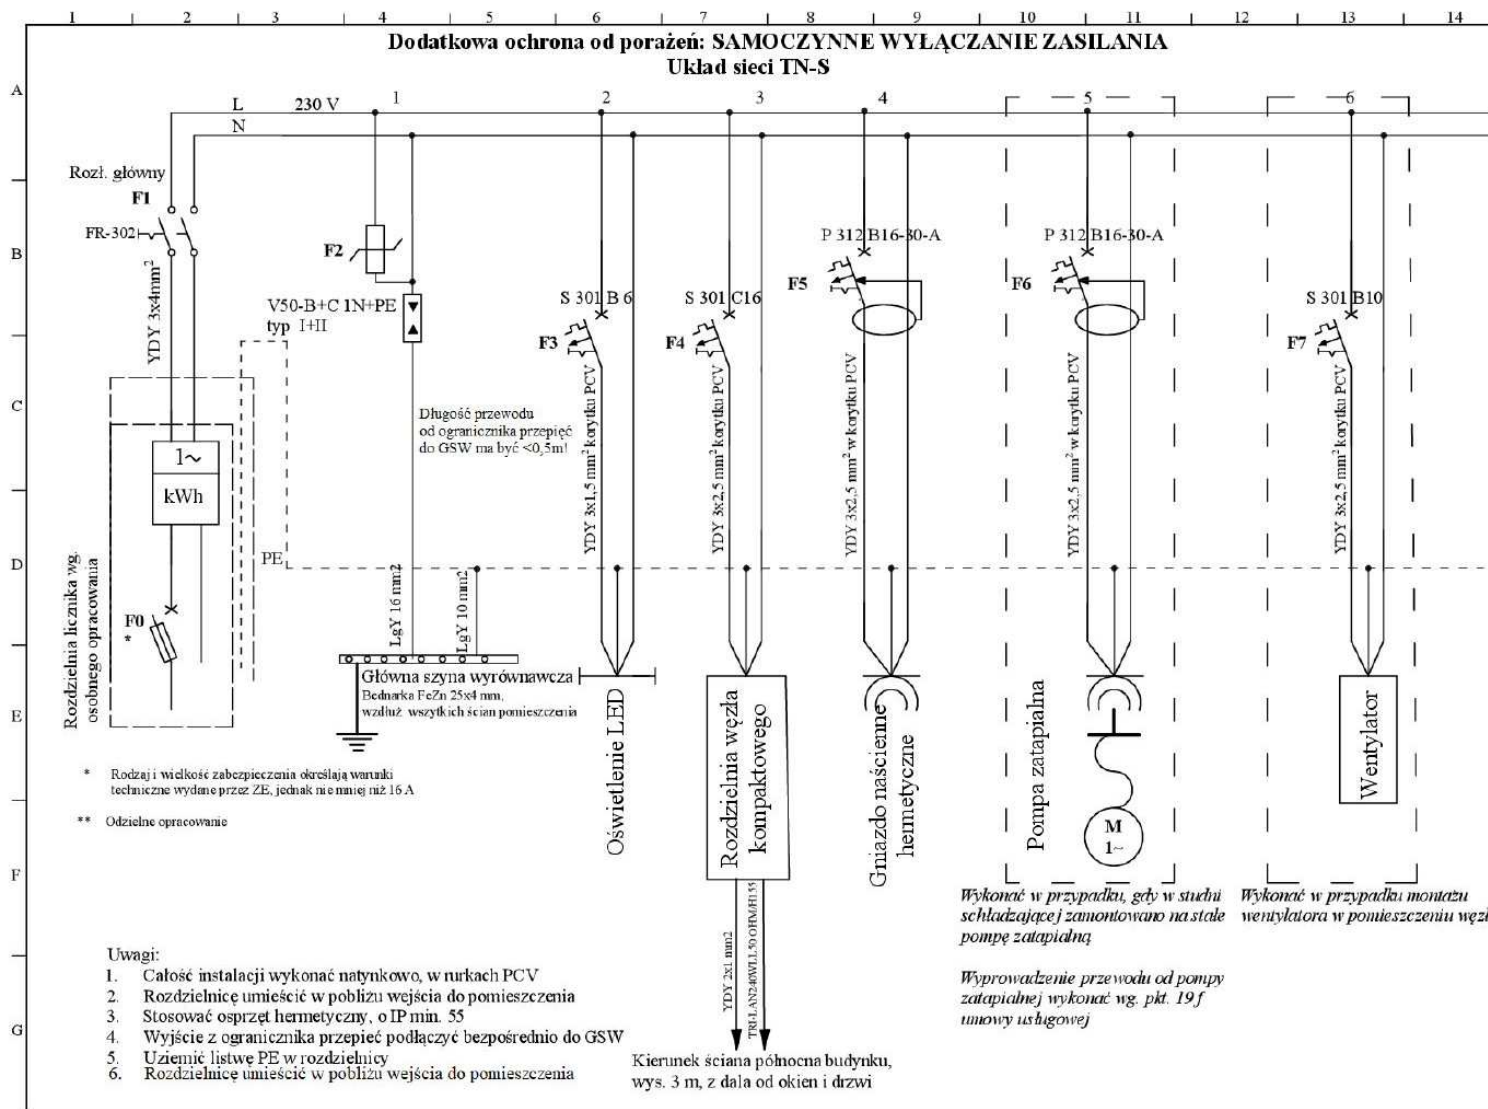 1 2 3 4 5 6 7 8 9 10 11 12 13 14
Dodatkowa ochrona od porażeń: SAMOCZYNNE WYŁĄCZANIE ZASILANIA
Układ sieci TN-S
A
B
C
D
E
F
G
L 230 V
N
1 2 3 4 5 6
Rozł. główny
F1
FR-302
YDY 3x4mm²
F2
V50-B+C 1N+PE
typ I+II
S 301 B 6
F3
S 301 C16
F4
P 312 B16-30-A
F5
P 312 B16-30-A
F6
S 301 B10
F7
1~
kWh
F0
*
Rozdzielnia licznika wg.
osobnego opracowania
PE
Długość przewodu
od ogranicznika przepięć
do GSW ma być <0,5m!
LgY 16 mm2
LgY 10 mm2
YDY 3x1,5 mm² korytku PCV
YDY 3x2,5 mm² korytku PCV
YDY 3x2,5 mm² w korytku PCV
YDY 3x2,5 mm² w korytku PCV
YDY 3x2,5 mm² korytku PCV
Główna szyna wyrównawcza
Bednarka FeZn 25x4 mm,
wzdłuż wszytkich ścian pomieszczenia
Oświetlenie LED
Rozdzielnia węzła
kompaktowego
Gniazdo naścienne
hermetyczne
Pompa zatapialna
M
1~
Wentylator
* Rodzaj i wielkość zabezpieczenia określają warunki
techniczne wydane przez ZE, jednak nie mniej niż 16 A
** Odzielne opracowanie
YDY 2x1 mm2
TRI-LAN240WLL50 OHM/H155
Wykonać w przypadku, gdy w studni
schładzającej zamontowano na stałe
pompę zatapialną
Wyprowadzenie przewodu od pompy
zatapialnej wykonać wg. pkt. 19 f
umowy usługowej
Wykonać w przypadku montażu
wentylatora w pomieszczeniu węzł
Uwagi:
1. Całość instalacji wykonać natynkowo, w rurkach PCV
2. Rozdzielnicę umieścić w pobliżu wejścia do pomieszczenia
3. Stosować osprzęt hermetyczny, o IP min. 55
4. Wyjście z ogranicznika przepieć podłączyć bezpośrednio do GSW
5. Uziemić listwę PE w rozdzielnicy
6. Rozdzielnicę umieścić w pobliżu wejścia do pomieszczenia
Kierunek ściana północna budynku,
wys. 3 m, z dala od okien i drzwi